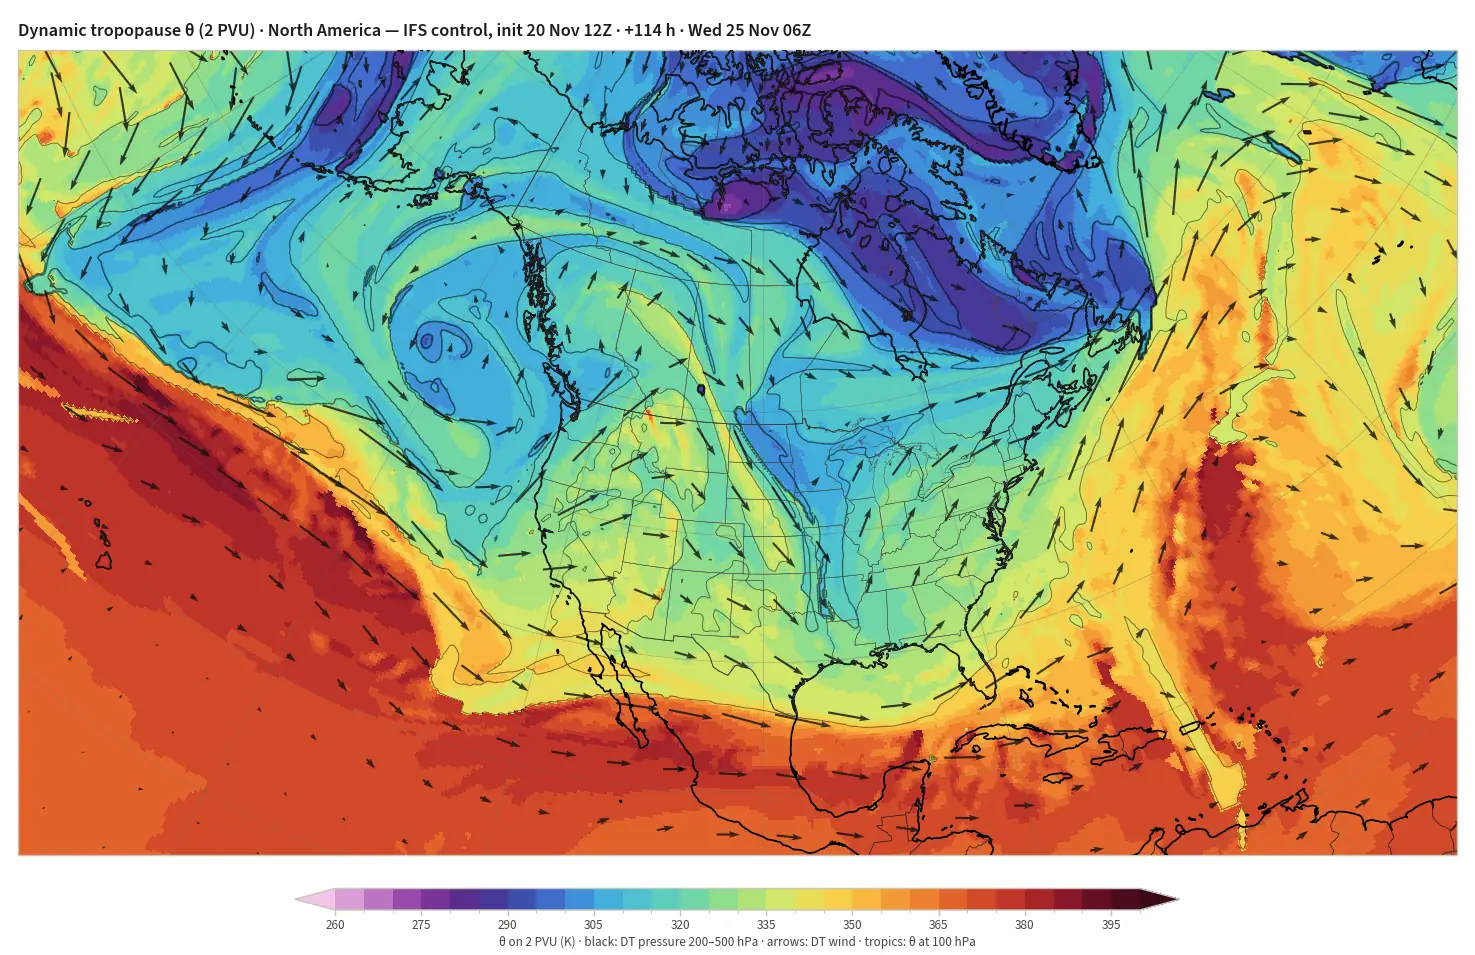 Dynamic tropopause θ (2 PVU) · North America — IFS control, init 20 Nov 12Z · +114 h · Wed 25 Nov 06Z
260 275 290 305 320 335 350 365 380 395
θ on 2 PVU (K) · black: DT pressure 200–500 hPa · arrows: DT wind · tropics: θ at 100 hPa